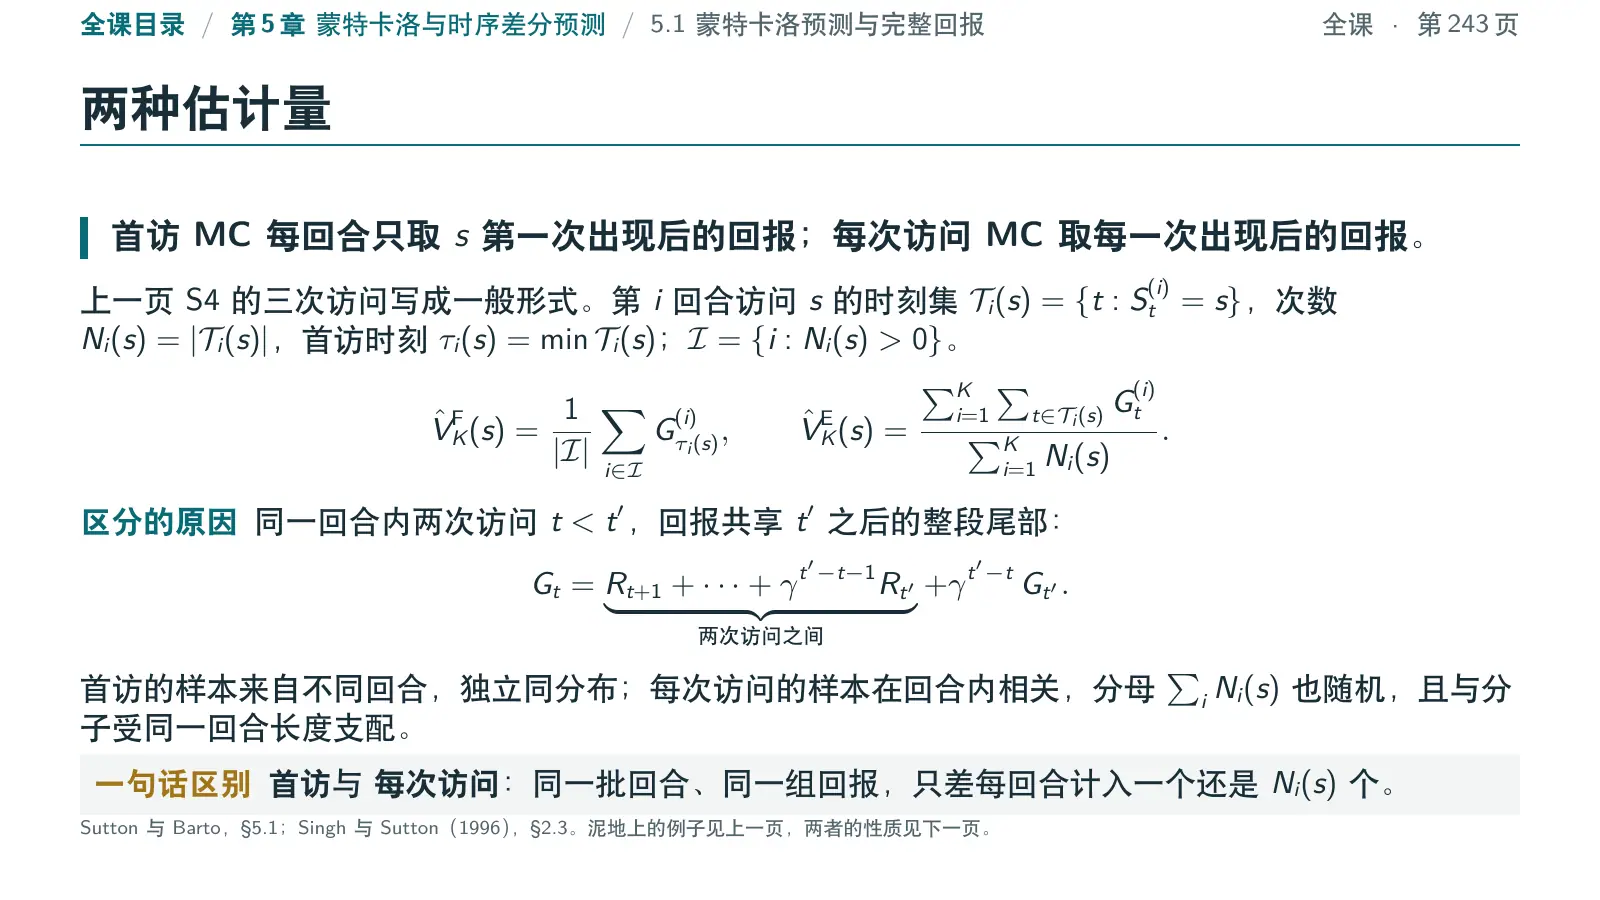 全课目录 / 第 5 章 蒙特卡洛与时序差分预测 / 5.1 蒙特卡洛预测与完整回报
全课 · 第 243 页
两种估计量
首访 MC 每回合只取 s 第一次出现后的回报；每次访问 MC 取每一次出现后的回报。
上一页 S4 的三次访问写成一般形式。第 i 回合访问 s 的时刻集 𝒯ᵢ(s) = {t : Sₜ⁽ⁱ⁾ = s}，次数
Nᵢ(s) = |𝒯ᵢ(s)|，首访时刻 τᵢ(s) = min 𝒯ᵢ(s)；ℐ = {i : Nᵢ(s) > 0}。
V̂_K^F(s) = \frac{1}{|ℐ|} ∑_{i∈ℐ} G_{τᵢ(s)}^{(i)}, V̂_K^E(s) = \frac{∑_{i=1}^{K} ∑_{t∈𝒯ᵢ(s)} G_t^{(i)}}{∑_{i=1}^{K} Nᵢ(s)}.
区分的原因 同一回合内两次访问 t < t′，回报共享 t′ 之后的整段尾部：
G_t = R_{t+1} + ⋯ + γ^{t′−t−1} R_{t′} + γ^{t′−t} G_{t′}.
两次访问之间
首访的样本来自不同回合，独立同分布；每次访问的样本在回合内相关，分母 ∑ᵢ Nᵢ(s) 也随机，且与分
子受同一回合长度支配。
一句话区别 首访与 每次访问：同一批回合、同一组回报，只差每回合计入一个还是 Nᵢ(s) 个。
Sutton 与 Barto，§5.1；Singh 与 Sutton（1996），§2.3。泥地上的例子见上一页，两者的性质见下一页。